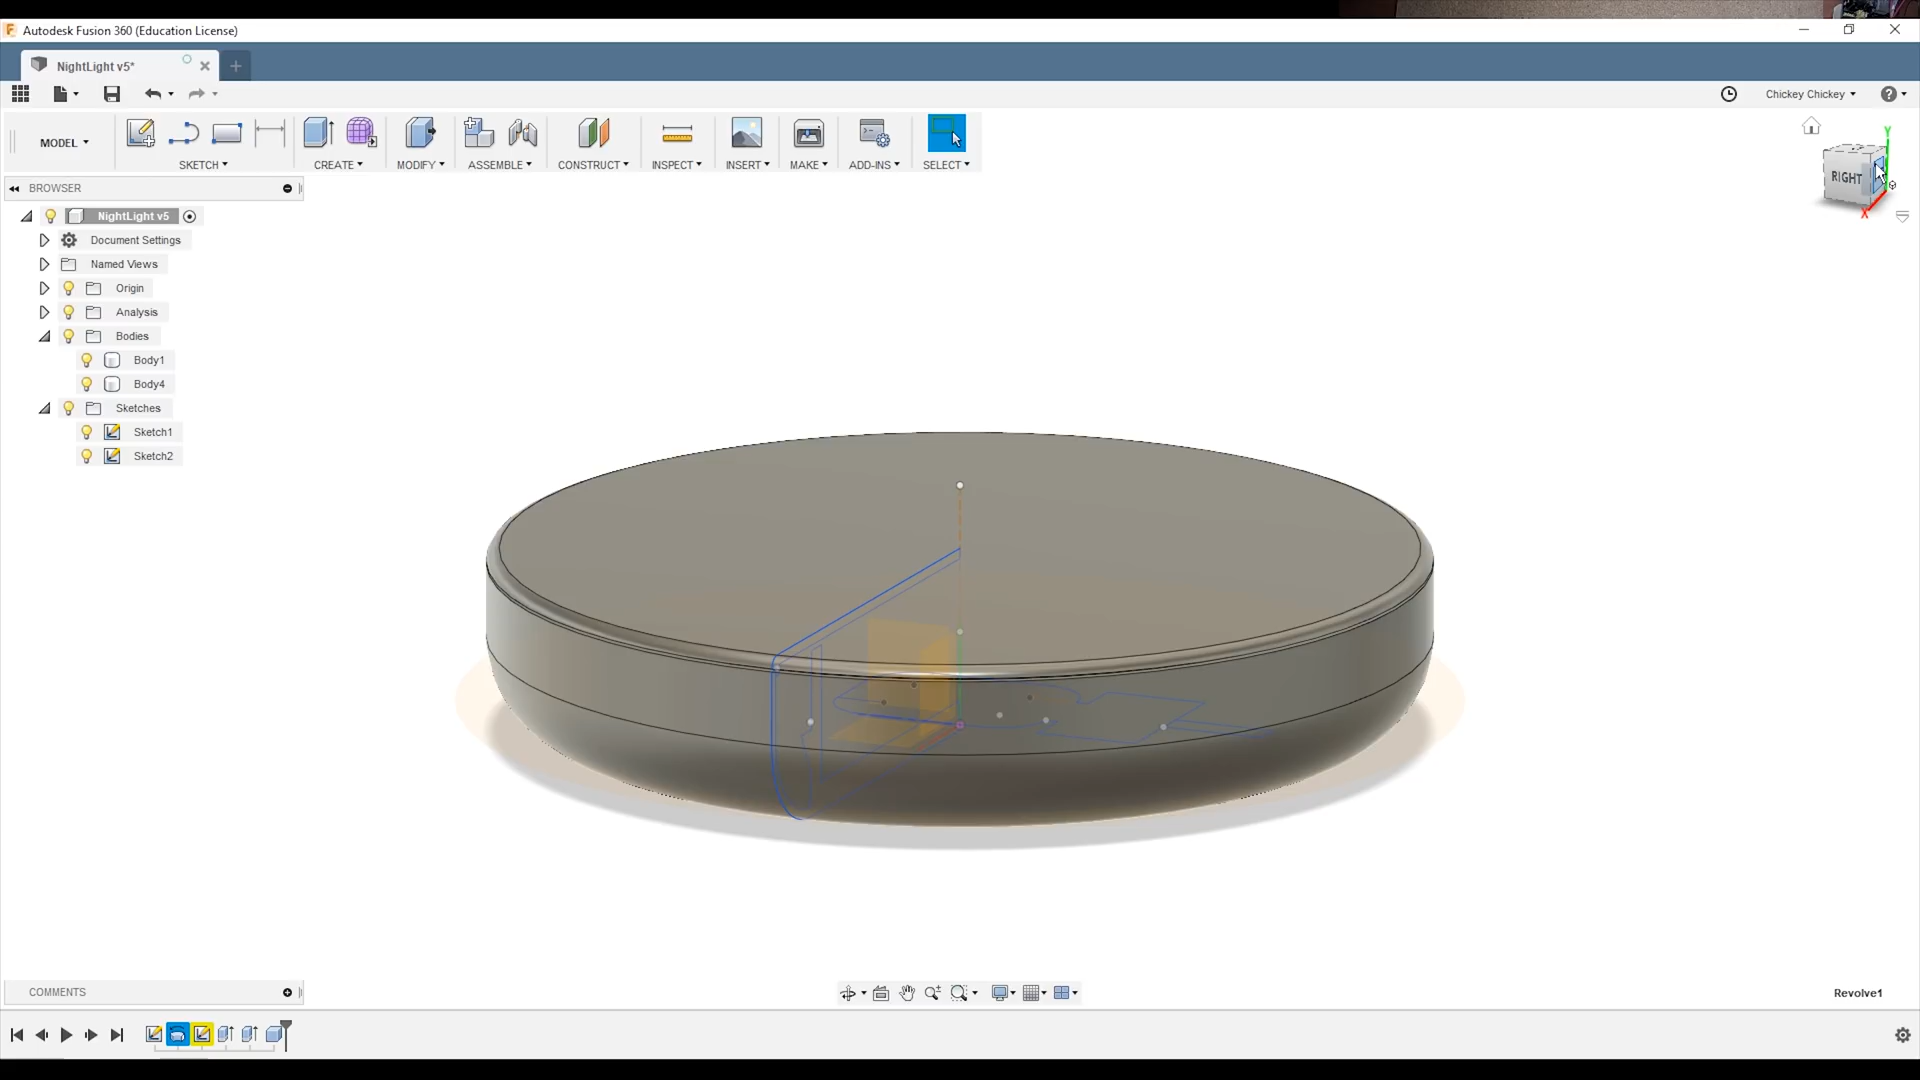 Autodesk Fusion 360 (Education License)
NightLight v5*
Chickey Chickey
MODEL
SKETCH
CREATE
MODIFY
ASSEMBLE
CONSTRUCT
INSPECT
INSERT
MAKE
ADD-INS
SELECT
Y
RIGHT
X
BROWSER
NightLight v5
Document Settings
Named Views
Origin
Analysis
Bodies
Body1
Body4
Sketches
Sketch1
Sketch2
COMMENTS
Revolve1